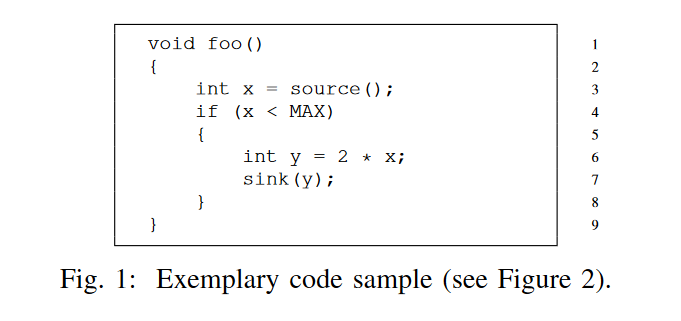 void foo() 1
{ 2
int x = source(); 3
if (x < MAX) 4
{ 5
int y = 2 * x; 6
sink(y); 7
} 8
} 9
Fig. 1: Exemplary code sample (see Figure 2).